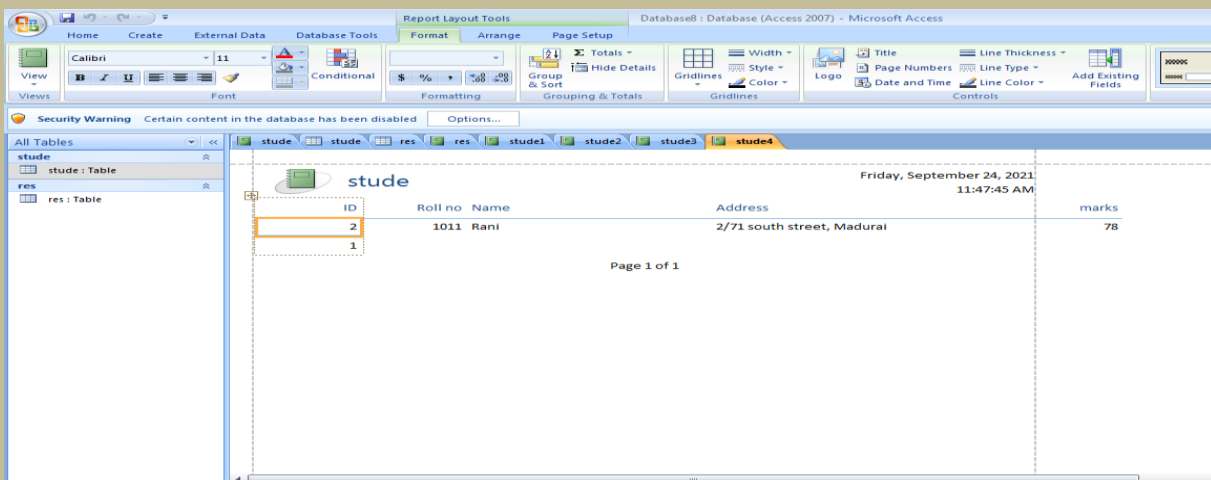 Report Layout Tools Database8 : Database (Access 2007) - Microsoft Access
Home Create External Data Database Tools Format Arrange Page Setup
View
Views
Calibri 11
B I U
Conditional
Font
$ % ,
Formatting
Group & Sort
Σ Totals
Hide Details
Grouping & Totals
Gridlines
Width
Style
Color
Gridlines
Logo
Title
Page Numbers
Date and Time
Line Thickness
Line Type
Line Color
Controls
Add Existing Fields
Security Warning Certain content in the database has been disabled Options...
All Tables
stude
stude : Table
res
res : Table
stude stude res res stude1 stude2 stude3 stude4
stude
Friday, September 24, 2021
11:47:45 AM
ID Roll no Name Address marks
2 1011 Rani 2/71 south street, Madurai 78
1
Page 1 of 1